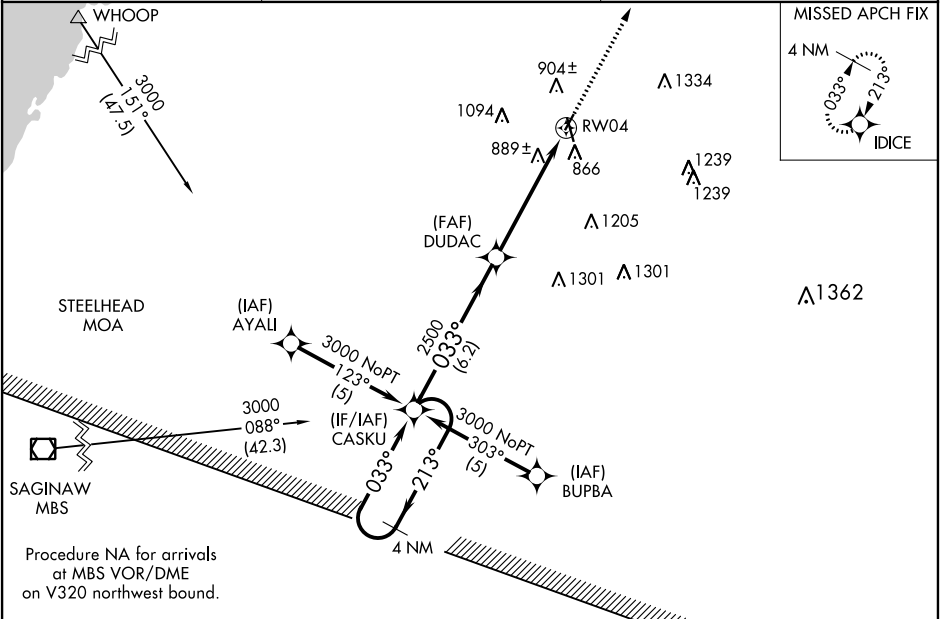 WHOOP
3000
151°
(47.5)
MISSED APCH FIX
4 NM
033°
213°
IDICE
904±
1334
1094
RW04
889±
866
1239
1239
(FAF)
DUDAC
1205
1301
1301
1362
STEELHEAD
MOA
(IAF)
AYALI
2500
033°
(6.2)
3000 NoPT
123°
(5)
3000
088°
(42.3)
(IF/IAF)
CASKU
3000 NoPT
303°
(5)
(IAF)
BUPBA
033°
213°
4 NM
SAGINAW
MBS
Procedure NA for arrivals
at MBS VOR/DME
on V320 northwest bound.